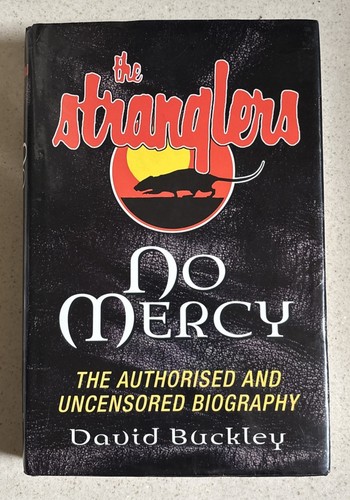 the
stranglers
No
Mercy
THE AUTHORISED AND
UNCENSORED BIOGRAPHY
David Buckley